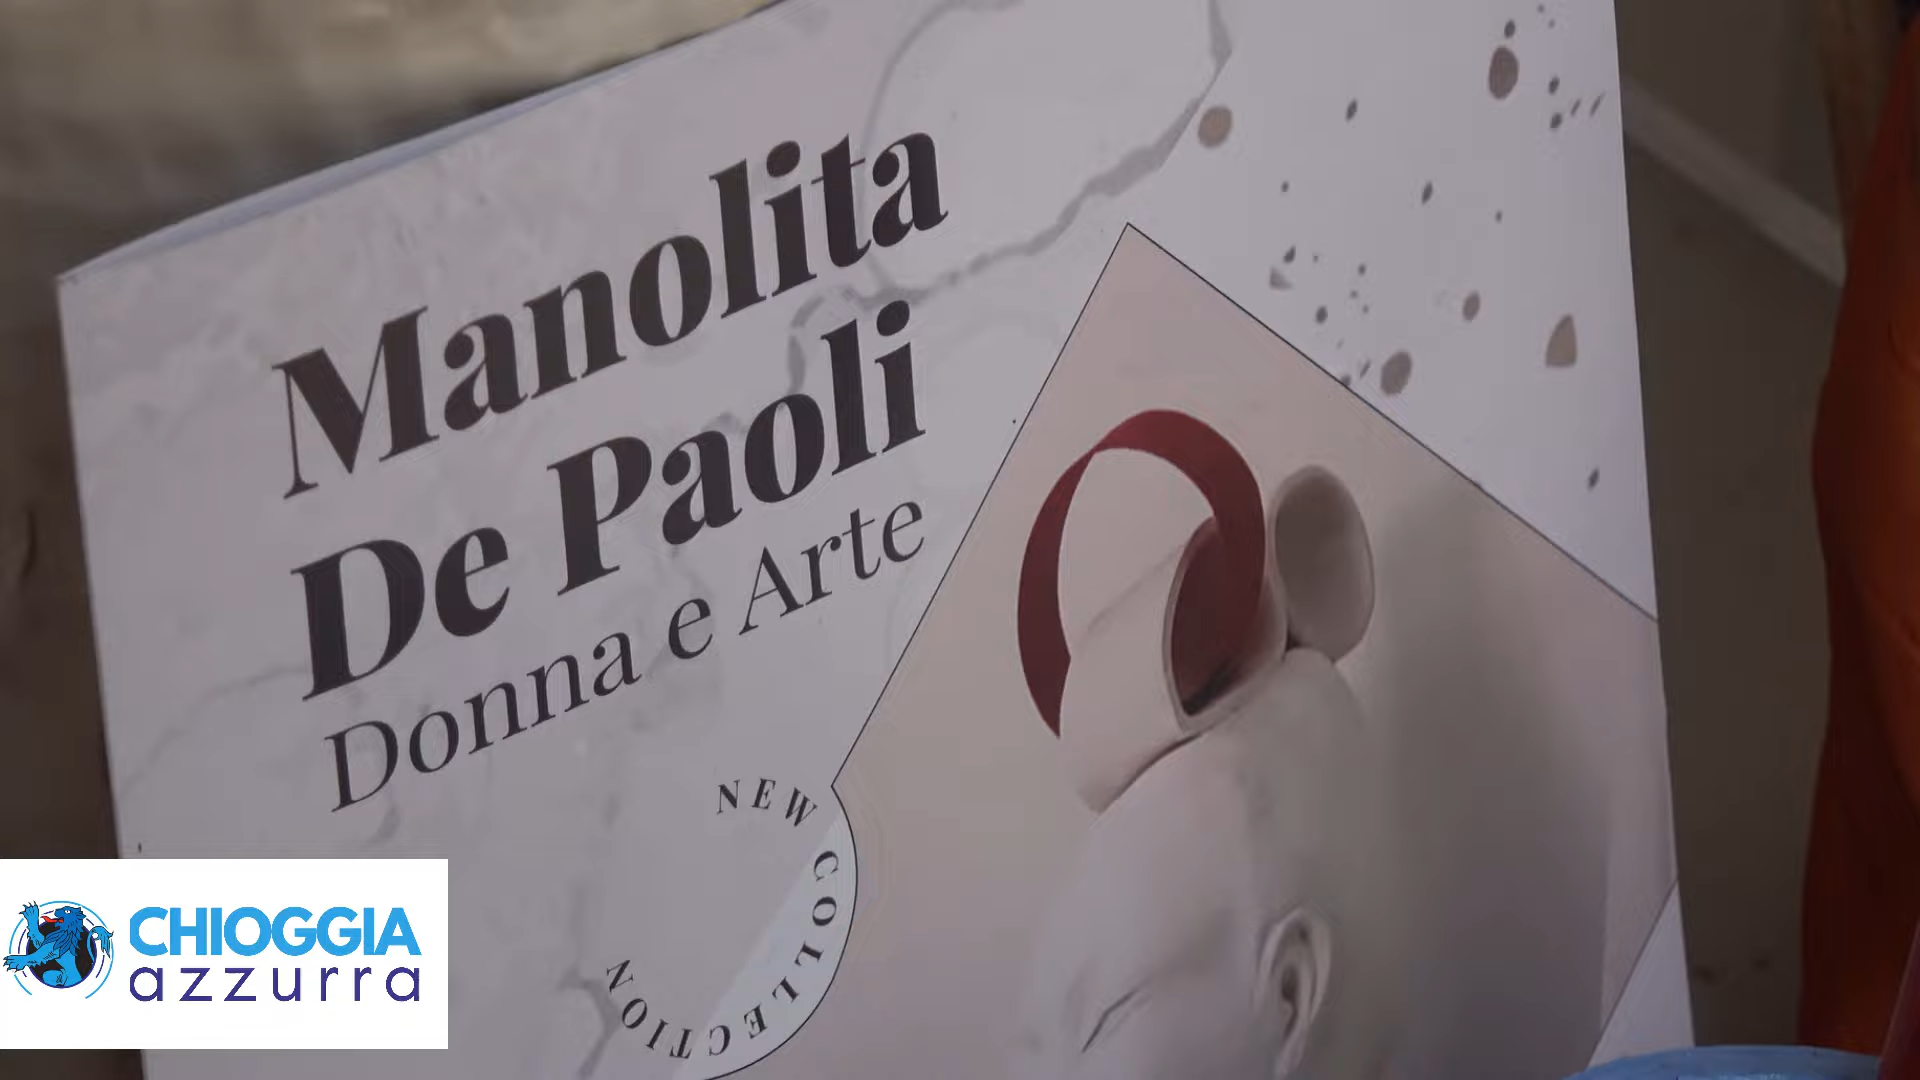 Manolita
De Paoli
Donna e Arte
NEW COLLECTION
CHIOGGIA
azzurra